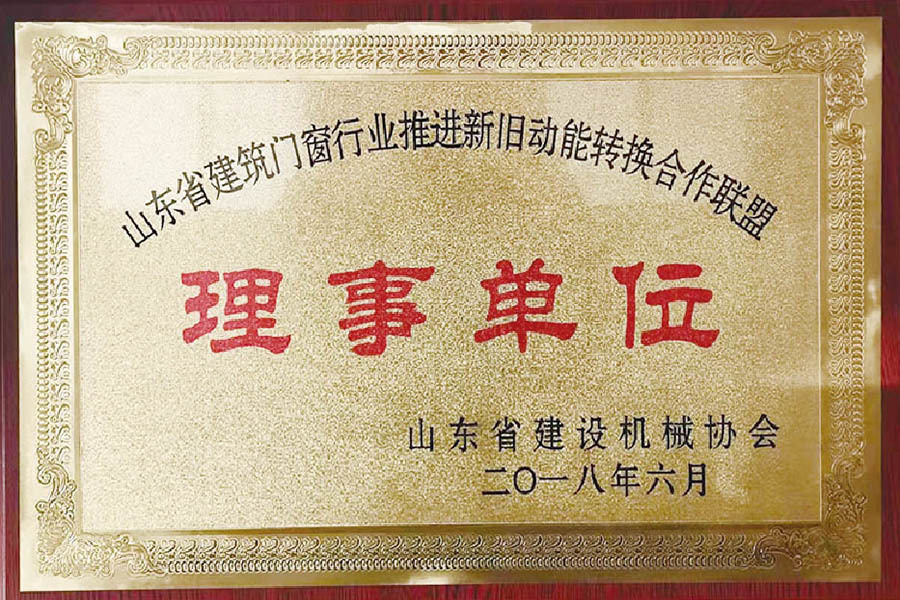 山东省建筑门窗行业推进新旧动能转换合作联盟
理事单位
山东省建设机械协会
二〇一八年六月